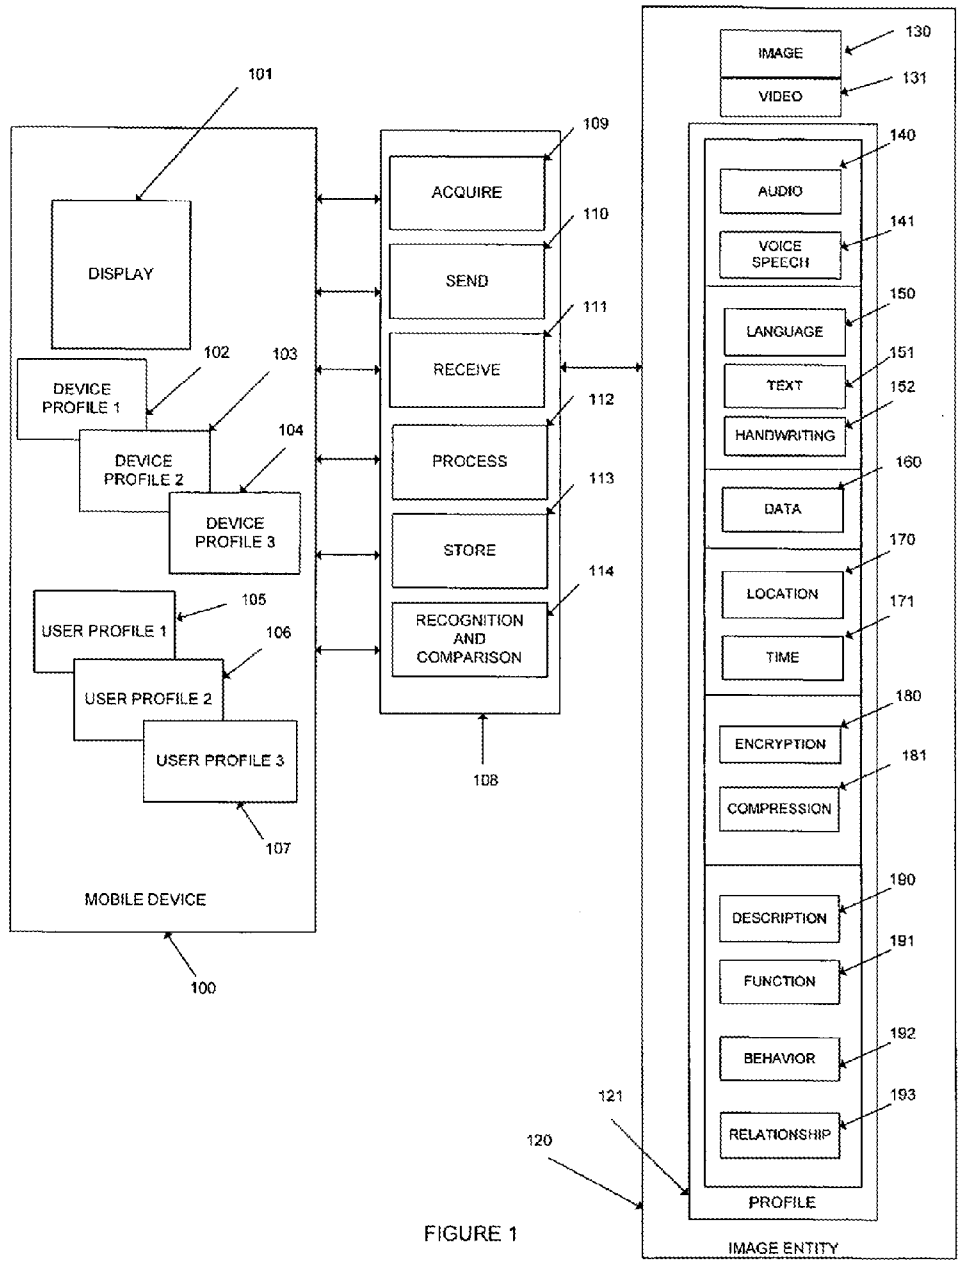 101
DISPLAY
102
103
104
DEVICE
PROFILE 1
DEVICE
PROFILE 2
DEVICE
PROFILE 3
105
106
USER PROFILE 1
USER PROFILE 2
USER PROFILE 3
107
MOBILE DEVICE
100
109
ACQUIRE
110
SEND
111
RECEIVE
112
PROCESS
113
STORE
114
RECOGNITION
AND
COMPARISON
108
130
IMAGE
131
VIDEO
140
AUDIO
141
VOICE
SPEECH
150
LANGUAGE
151
TEXT
152
HANDWRITING
160
DATA
170
LOCATION
171
TIME
180
ENCRYPTION
181
COMPRESSION
190
DESCRIPTION
191
FUNCTION
192
BEHAVIOR
193
RELATIONSHIP
121
120
PROFILE
IMAGE ENTITY
FIGURE 1